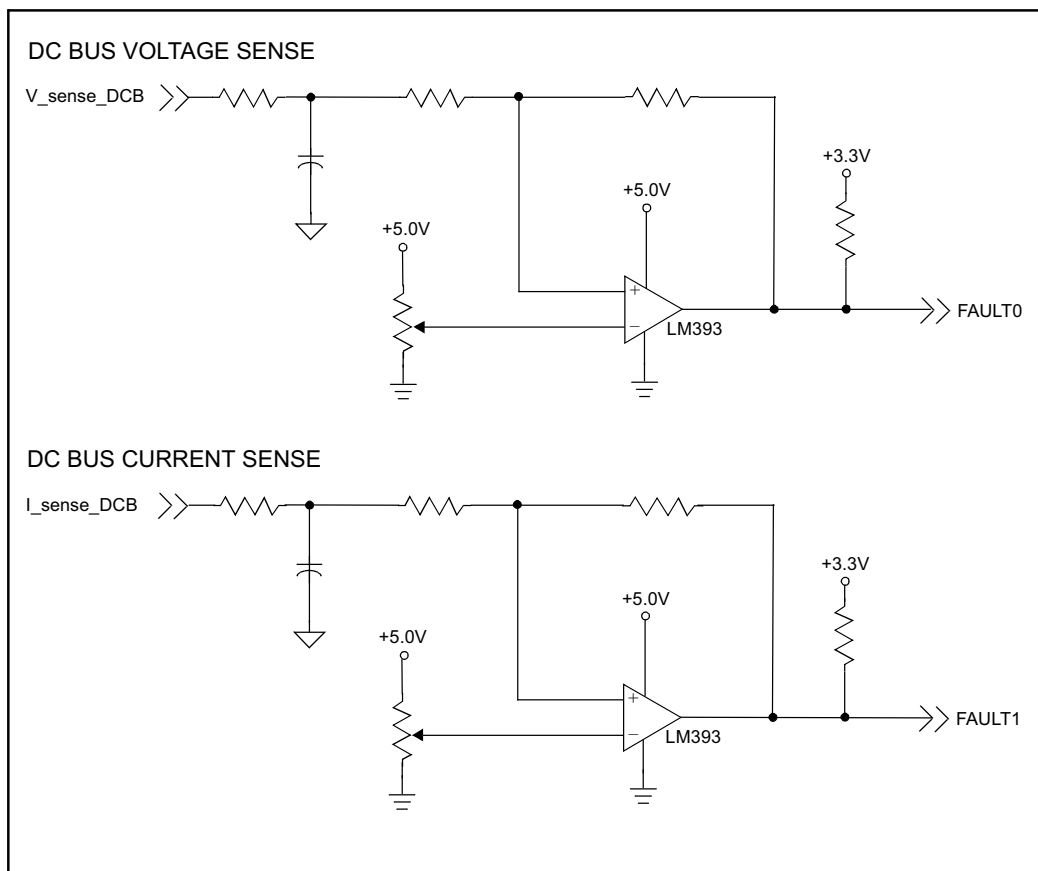 DC BUS VOLTAGE SENSE
V_sense_DCB
+3.3V
+5.0V
+5.0V
+
−
LM393
FAULT0
DC BUS CURRENT SENSE
I_sense_DCB
+3.3V
+5.0V
+5.0V
+
−
LM393
FAULT1